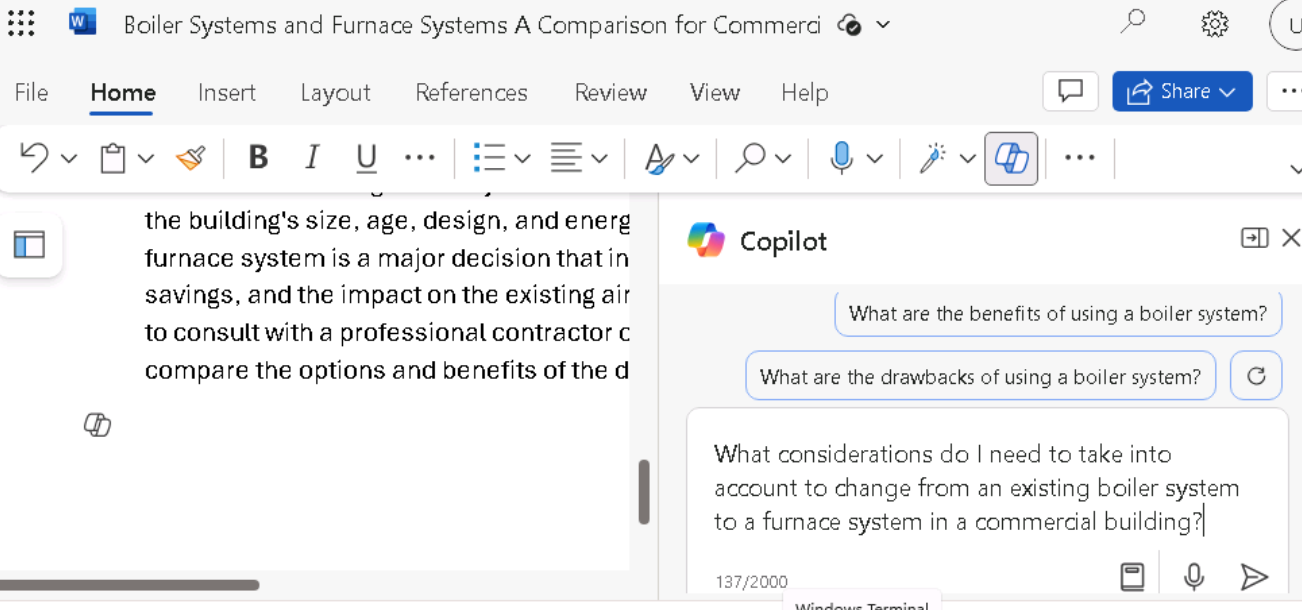 Boiler Systems and Furnace Systems A Comparison for Commerci
File Home Insert Layout References Review View Help
Share
B I U
the building's size, age, design, and energ
furnace system is a major decision that in
savings, and the impact on the existing air
to consult with a professional contractor o
compare the options and benefits of the d
Copilot
What are the benefits of using a boiler system?
What are the drawbacks of using a boiler system?
What considerations do I need to take into
account to change from an existing boiler system
to a furnace system in a commercial building?
137/2000
Windows Terminal